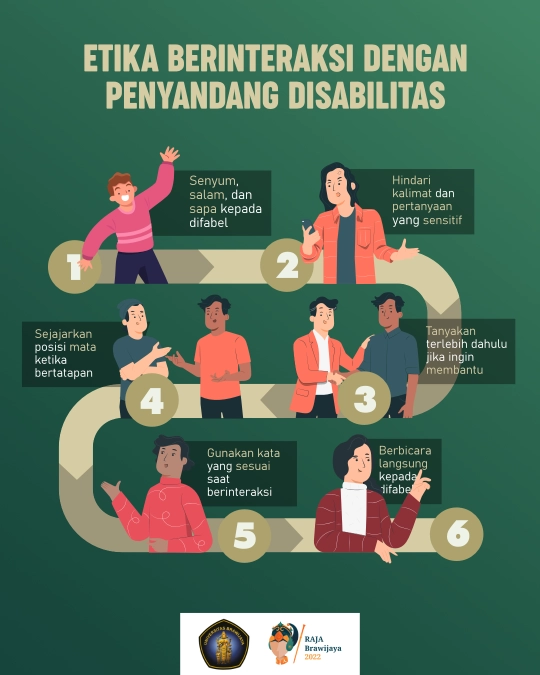 ETIKA BERINTERAKSI DENGAN
PENYANDANG DISABILITAS
1
Senyum,
salam, dan
sapa kepada
difabel
2
Hindari
kalimat dan
pertanyaan
yang sensitif
3
Tanyakan
terlebih dahulu
jika ingin
membantu
4
Sejajarkan
posisi mata
ketika
bertatapan
5
Gunakan kata
yang sesuai
saat
berinteraksi
6
Berbicara
langsung
kepada
difabel
UNIVERSITAS BRAWIJAYA
RAJA
Brawijaya
2022